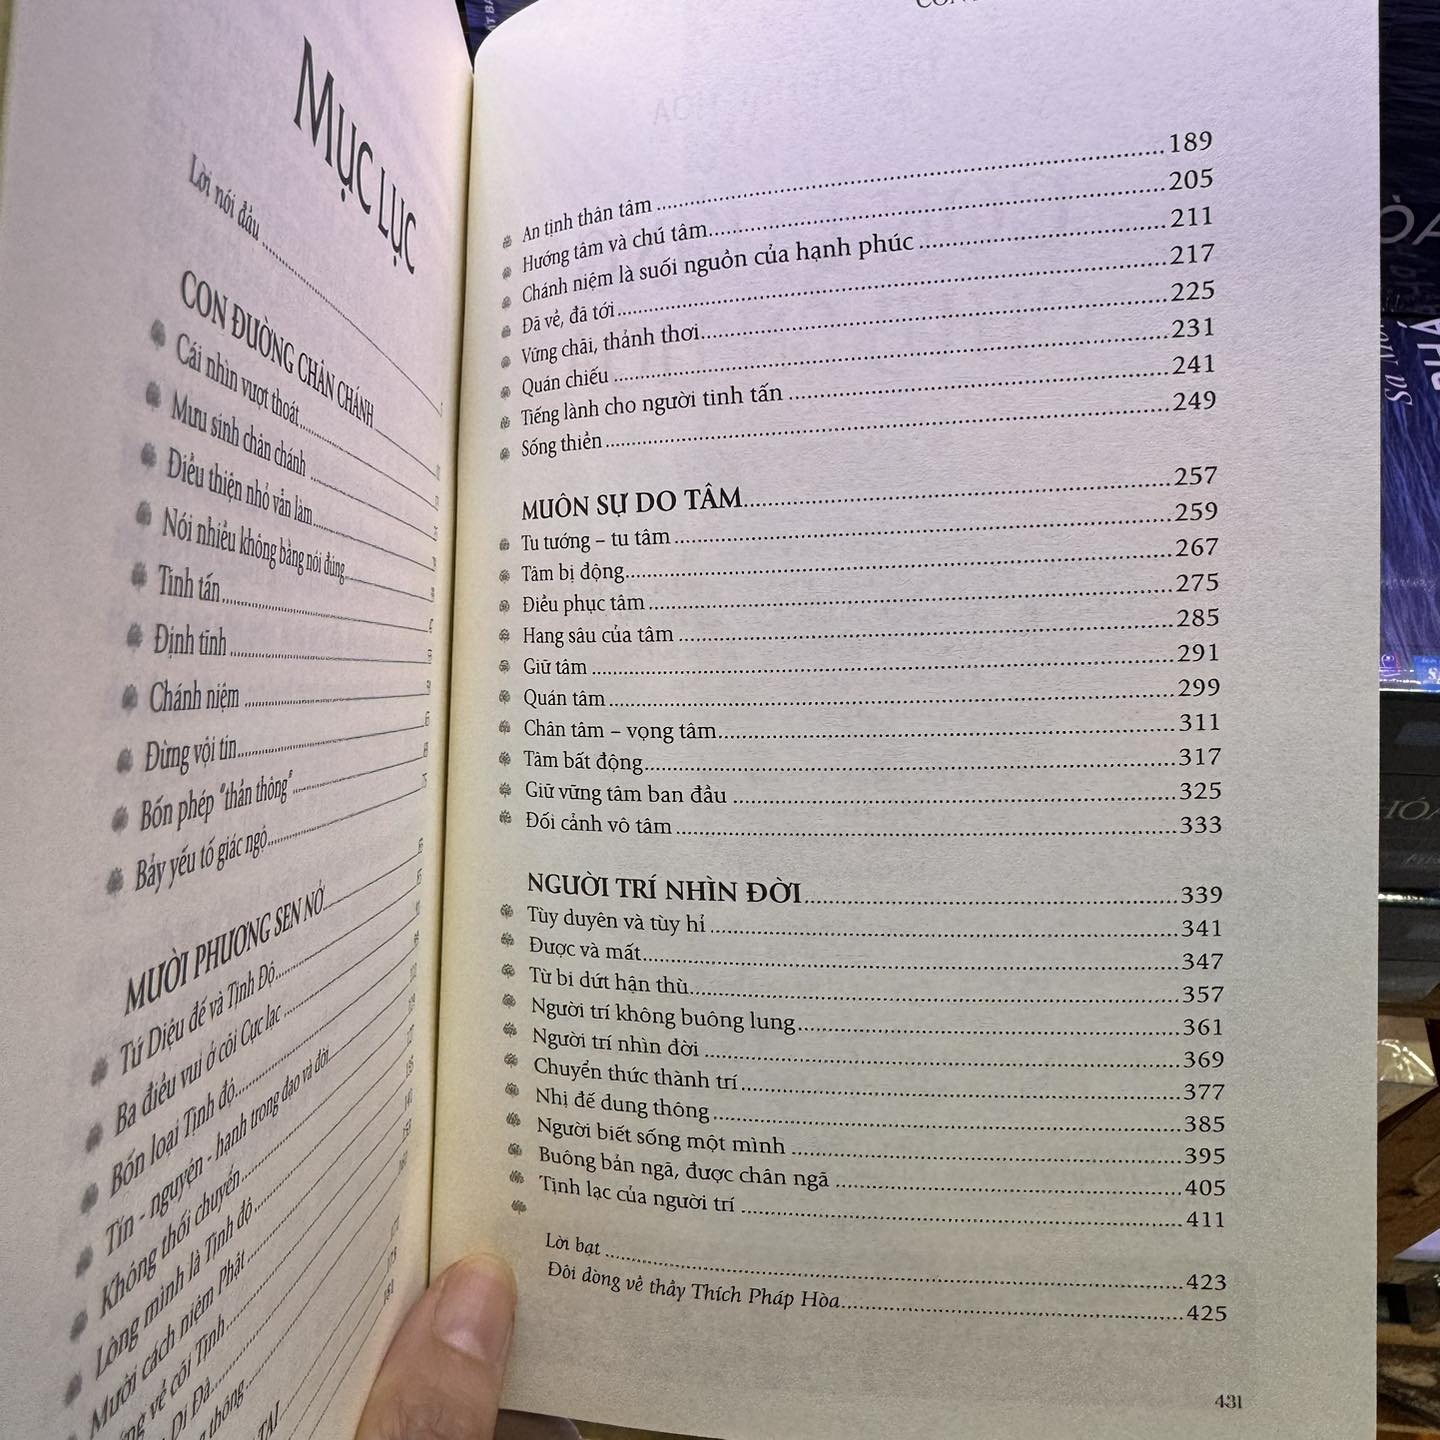 MỤC LỤC
Lời nói đầu
CON ĐƯỜNG CHÂN CHÁNH
Cái nhìn vượt thoát
Mưu sinh chân chánh
Điều thiện nhỏ vẫn làm
Nói nhiều không bằng nói đúng
Tinh tấn
Định tĩnh
Chánh niệm
Đừng vội tin
Bốn phép "thần thông"
Bảy yếu tố giác ngộ
MƯỜI PHƯƠNG SEN NỞ
Tứ Diệu đế và Tịnh Độ
Ba điều vui ở cõi Cực lạc
Bốn loại Tịnh độ
Tín - nguyện - hạnh trong đạo và đời
Không thối chuyển
Lòng mình là Tịnh độ
Mười cách niệm Phật
về cõi Tịnh
Di Đà
thông
TẠI
An tịnh thân tâm 189
Hướng tâm và chú tâm 205
Chánh niệm là suối nguồn của hạnh phúc 211
Đã về, đã tới 217
Vững chãi, thảnh thơi 225
Quán chiếu 231
Tiếng lành cho người tinh tấn 241
Sống thiền 249
MUÔN SỰ DO TÂM 257
Tu tướng – tu tâm 259
Tâm bị động 267
Điều phục tâm 275
Hang sâu của tâm 285
Giữ tâm 291
Quán tâm 299
Chân tâm – vọng tâm 311
Tâm bất động 317
Giữ vững tâm ban đầu 325
Đối cảnh vô tâm 333
NGƯỜI TRÍ NHÌN ĐỜI 339
Tùy duyên và tùy hỉ 341
Được và mất 347
Từ bi dứt hận thù 357
Người trí không buông lung 361
Người trí nhìn đời 369
Chuyển thức thành trí 377
Nhị đế dung thông 385
Người biết sống một mình 395
Buông bản ngã, được chân ngã 405
Tịnh lạc của người trí 411
Lời bạt 423
Đôi dòng về thầy Thích Pháp Hòa 425
431